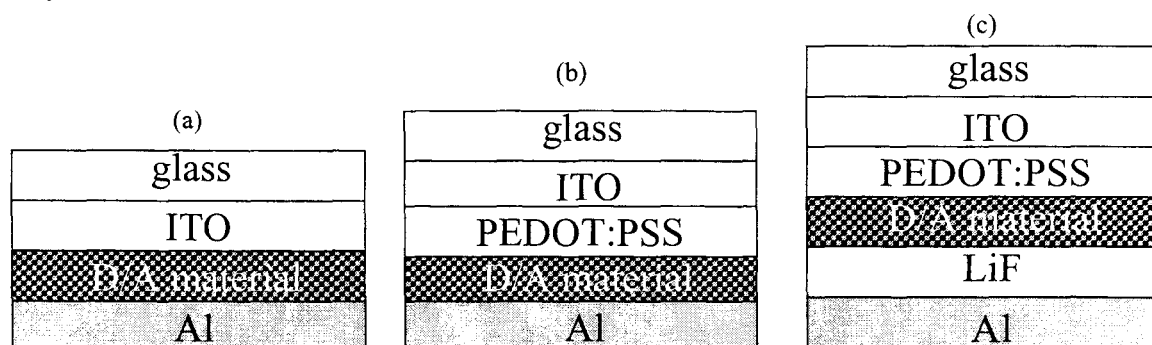 (a)
glass
ITO
D/A material
Al
(b)
glass
ITO
PEDOT:PSS
D/A material
Al
(c)
glass
ITO
PEDOT:PSS
D/A material
LiF
Al